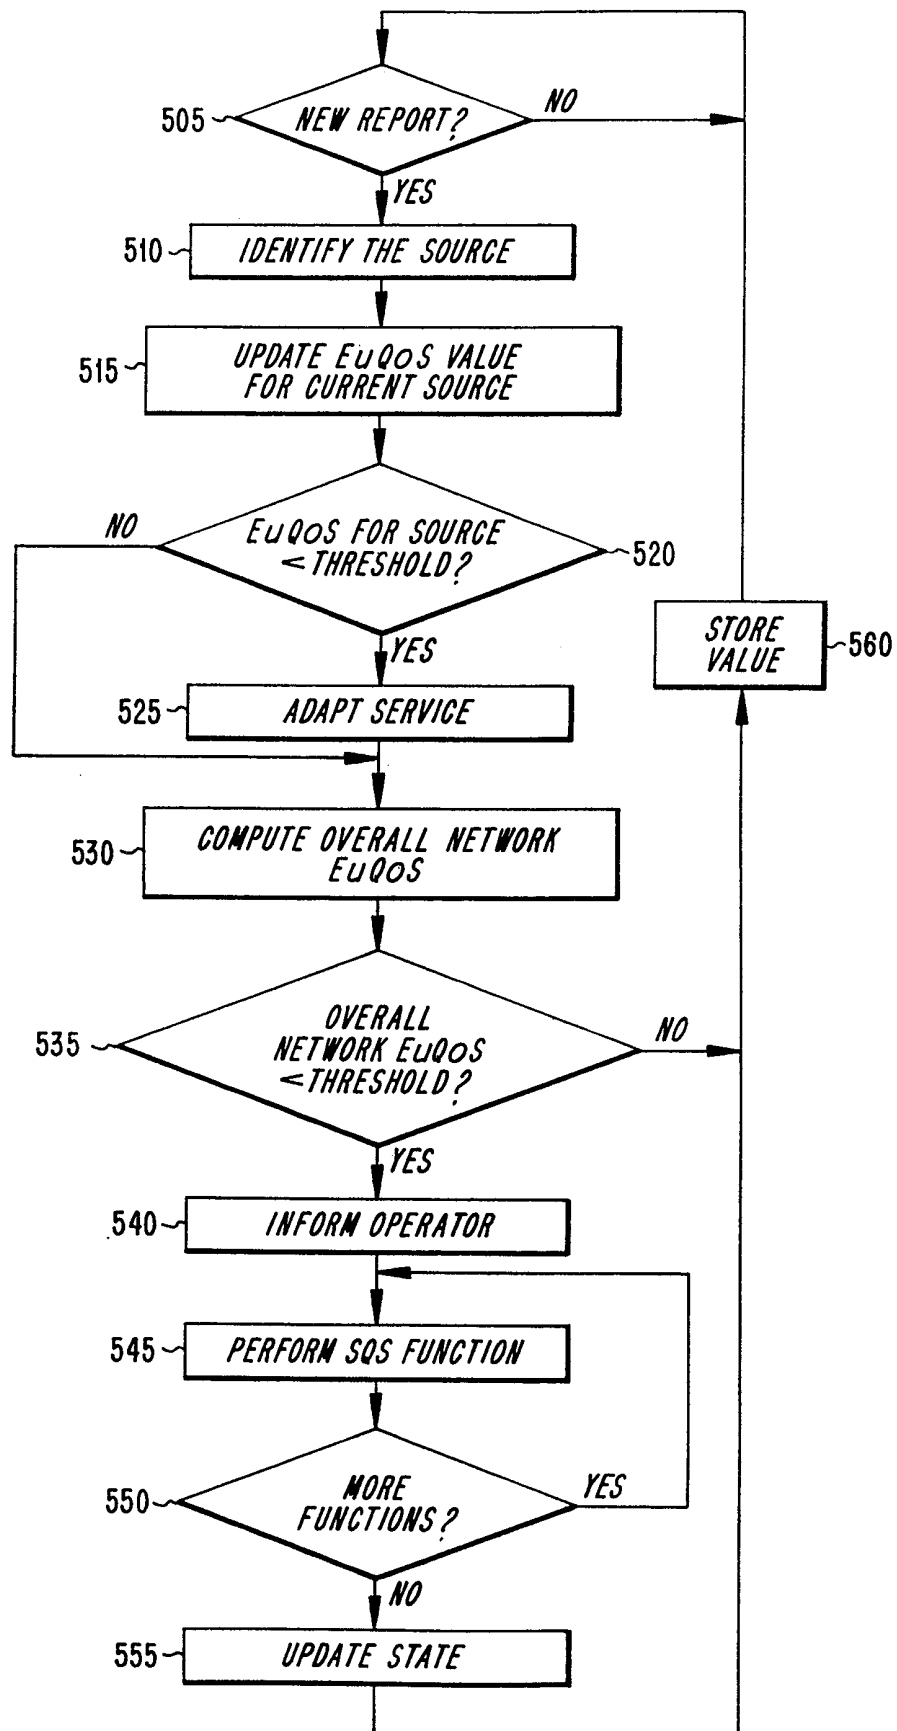 NEW REPORT?
505
NO
YES
510
IDENTIFY THE SOURCE
515
UPDATE EuQoS VALUE
FOR CURRENT SOURCE
NO
EuQoS FOR SOURCE
< THRESHOLD?
520
YES
STORE
VALUE
560
525
ADAPT SERVICE
530
COMPUTE OVERALL NETWORK
EuQoS
535
OVERALL
NETWORK EuQoS
< THRESHOLD?
NO
YES
540
INFORM OPERATOR
545
PERFORM SQS FUNCTION
550
MORE
FUNCTIONS?
YES
NO
555
UPDATE STATE